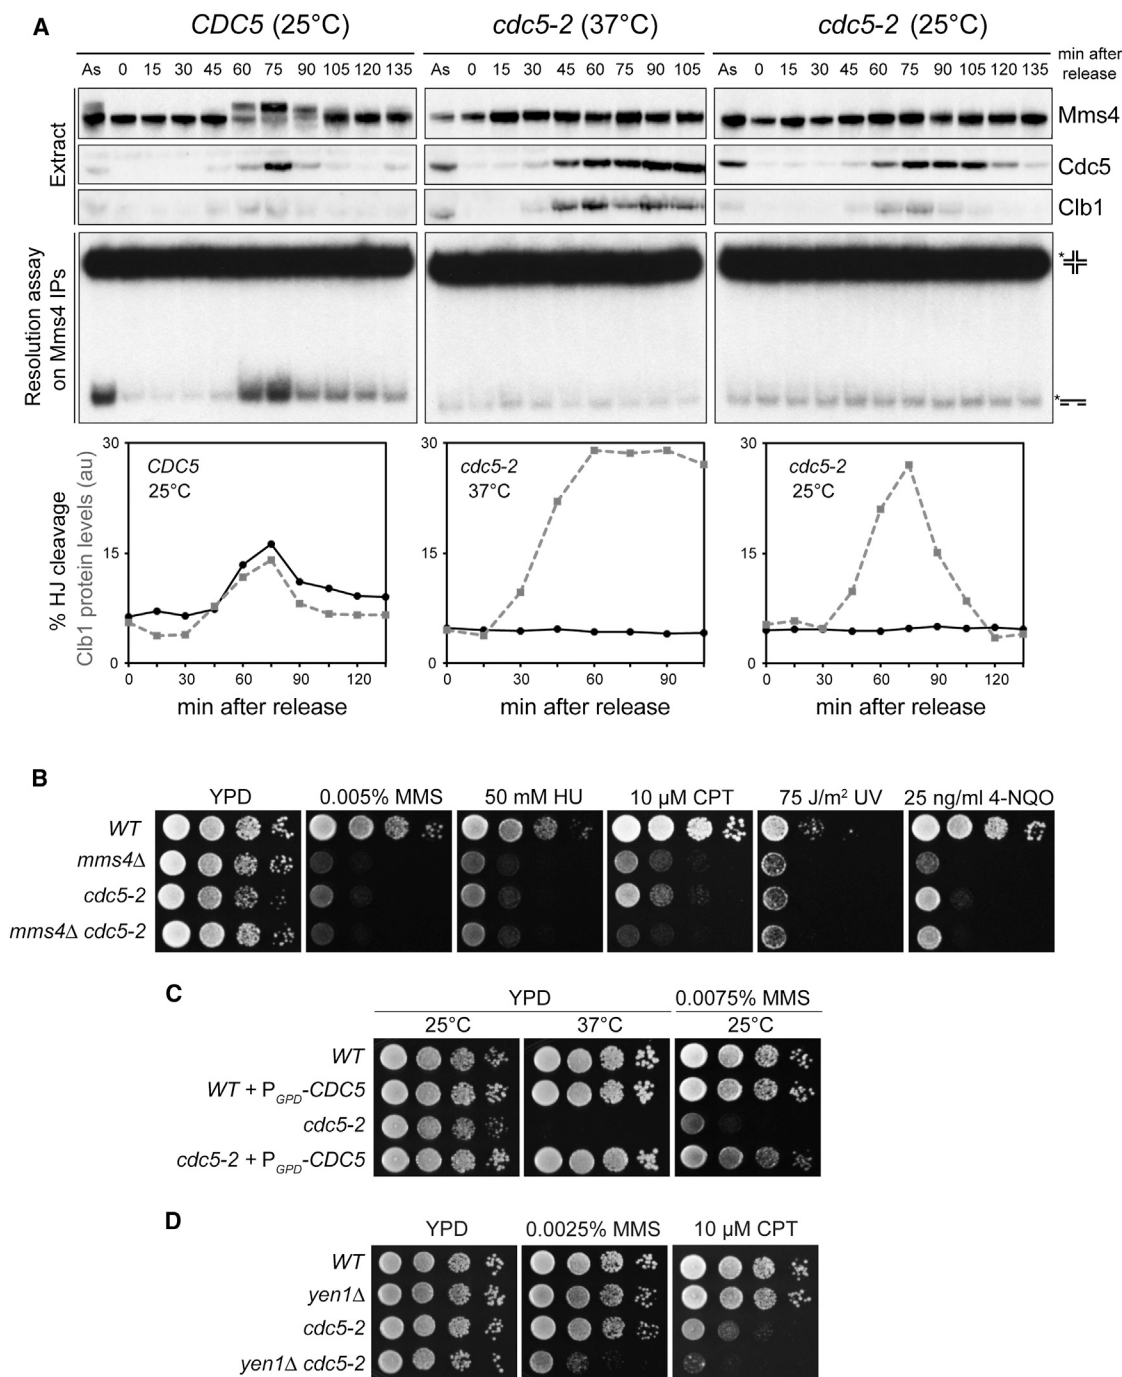 A
CDC5 (25°C) cdc5-2 (37°C) cdc5-2 (25°C)
As 0 15 30 45 60 75 90 105 120 135 As 0 15 30 45 60 75 90 105 As 0 15 30 45 60 75 90 105 120 135 min after release
Extract
Mms4
Cdc5
Clb1
Resolution assay
on Mms4 IPs
*
*
% HJ cleavage
Clb1 protein levels (au)
30 30 30
CDC5 cdc5-2 cdc5-2
25°C 37°C 25°C
15 15 15
0 0 0
0 30 60 90 120 0 30 60 90 0 30 60 90 120
min after release min after release min after release
B
YPD 0.005% MMS 50 mM HU 10 µM CPT 75 J/m² UV 25 ng/ml 4-NQO
WT
mms4Δ
cdc5-2
mms4Δ cdc5-2
C
YPD 0.0075% MMS
25°C 37°C 25°C
WT
WT + PGPD-CDC5
cdc5-2
cdc5-2 + PGPD-CDC5
D
YPD 0.0025% MMS 10 µM CPT
WT
yen1Δ
cdc5-2
yen1Δ cdc5-2